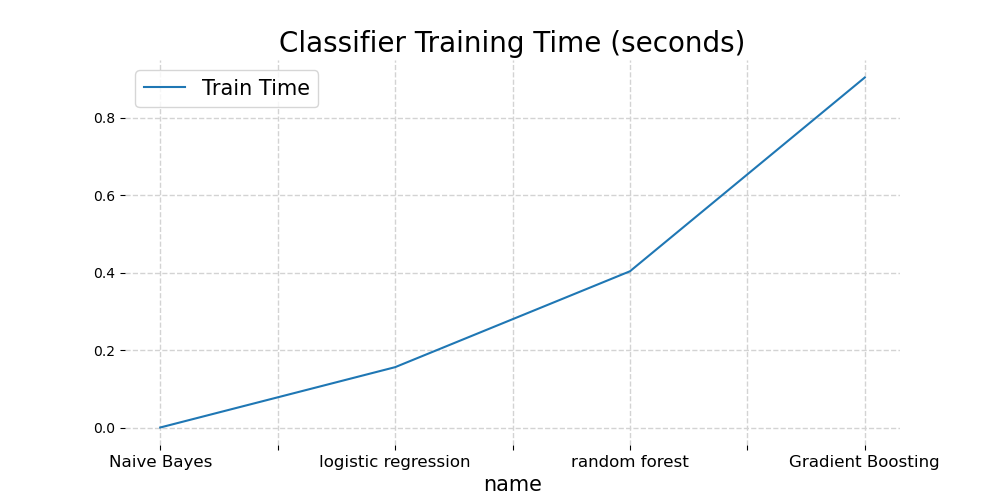 Classifier Training Time (seconds)
Train Time
0.8
0.6
0.4
0.2
0.0
Naive Bayes
logistic regression
random forest
Gradient Boosting
name